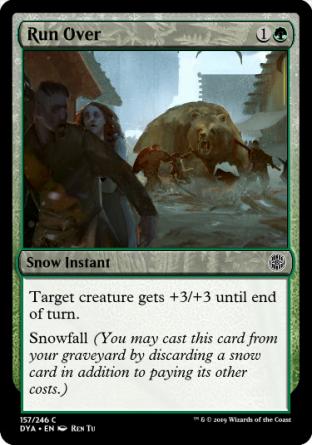 Run Over 1
Snow Instant
Target creature gets +3/+3 until end
of turn.
Snowfall (You may cast this card from
your graveyard by discarding a snow
card in addition to paying its other
costs.)
157/246 C
DYA • EN Ren Tu
™ & © 2019 Wizards of the Coast